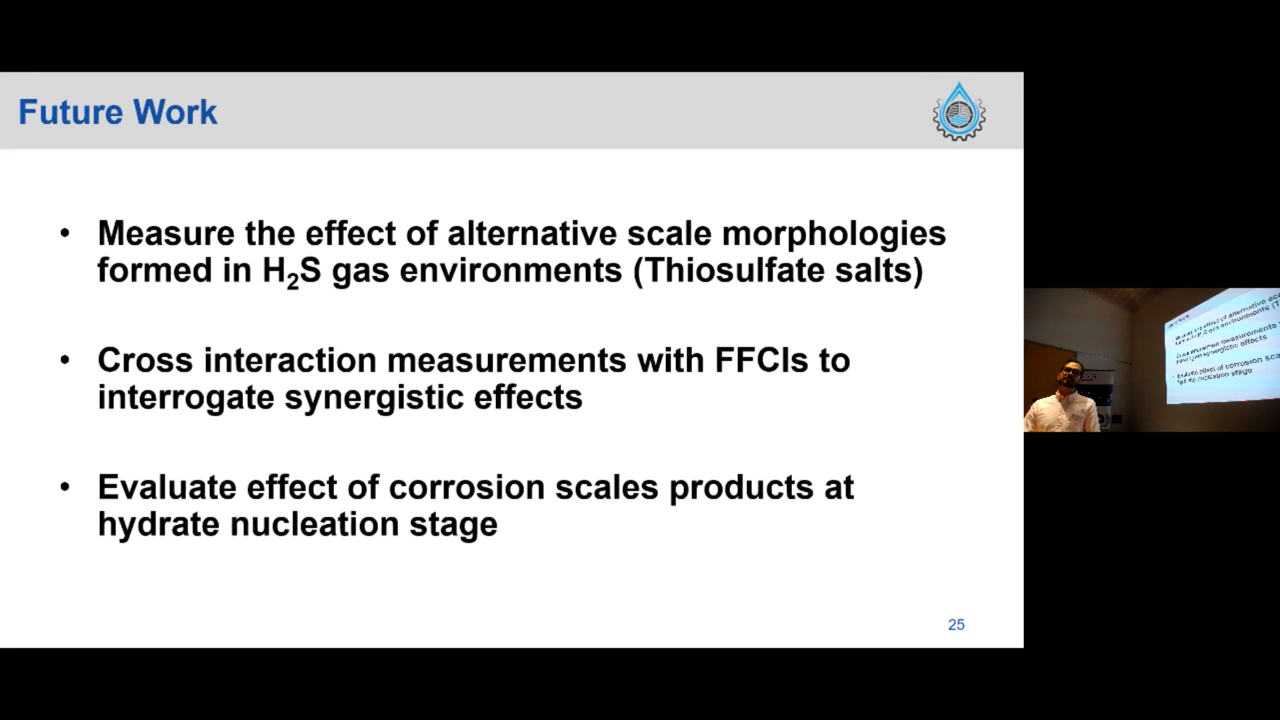 Future Work
• Measure the effect of alternative scale morphologies
formed in H₂S gas environments (Thiosulfate salts)
• Cross interaction measurements with FFCIs to
interrogate synergistic effects
• Evaluate effect of corrosion scales products at
hydrate nucleation stage
25